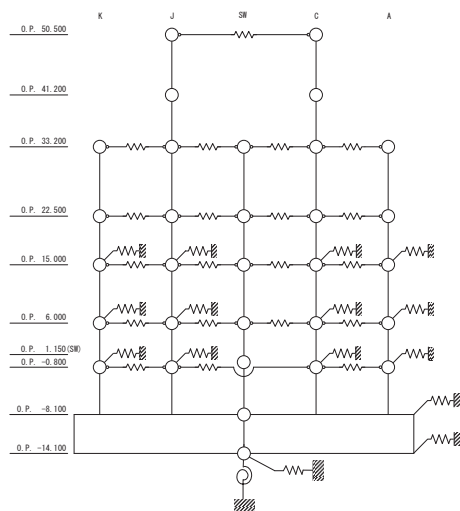 K J SW C A
O.P. 50.500
O.P. 41.200
O.P. 33.200
O.P. 22.500
O.P. 15.000
O.P. 6.000
O.P. 1.150(SW)
O.P. -0.800
O.P. -8.100
O.P. -14.100